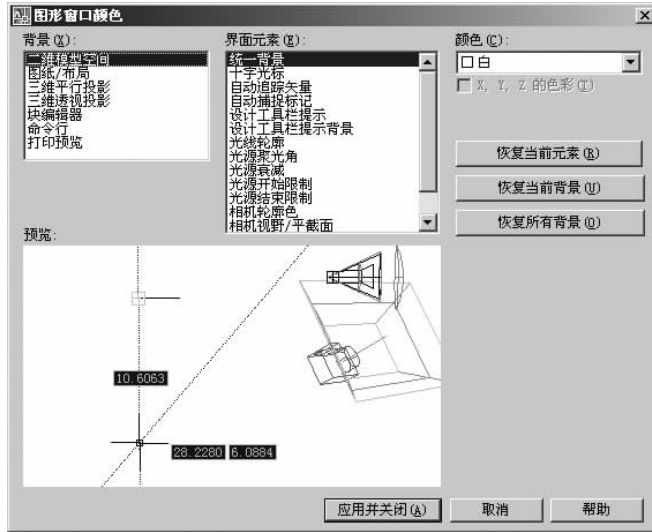 图形窗口颜色
背景(X):
二维模型空间
图纸/布局
三维平行投影
三维透视投影
块编辑器
命令行
打印预览
界面元素(E):
统一背景
十字光标
自动追踪矢量
自动捕捉标记
设计工具栏提示
设计工具栏提示背景
光线轮廓
光源聚光角
光源衰减
光源开始限制
光源结束限制
相机轮廓色
相机视野/平截面
颜色(C):
白
X, Y, Z 的色彩(T)
恢复当前元素(R)
恢复当前背景(U)
恢复所有背景(O)
预览:
10.6063
28.2280 6.0884
应用并关闭(A)
取消
帮助